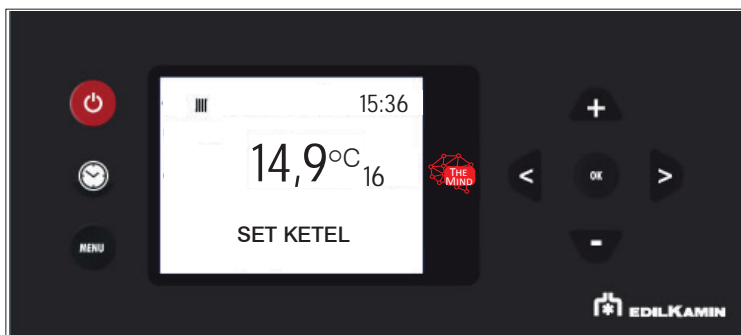 15:36
14,9°C 16
THE
MIND
SET KETEL
MENU
+
< OK >
-
EDILKAMIN